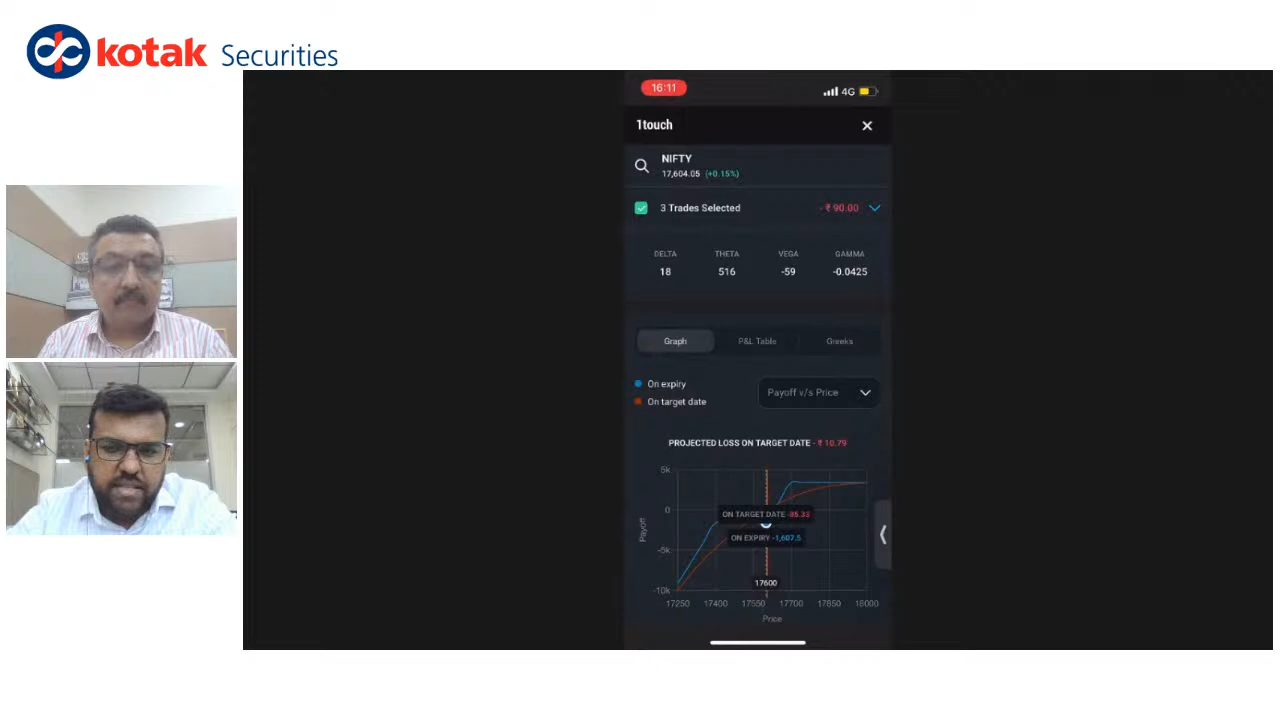 kotak Securities
16:11
4G
1touch
NIFTY
17,604.05 (+0.15%)
3 Trades Selected - ₹ 90.00
DELTA THETA VEGA GAMMA
18 516 -59 -0.0425
Graph P&L Table Greeks
On expiry
On target date
Payoff v/s Price
PROJECTED LOSS ON TARGET DATE - ₹ 10.79
5k
0
-5k
-10k
Payoff
ON TARGET DATE -85.33
ON EXPIRY -1,607.5
17600
17250 17400 17550 17700 17850 18000
Price